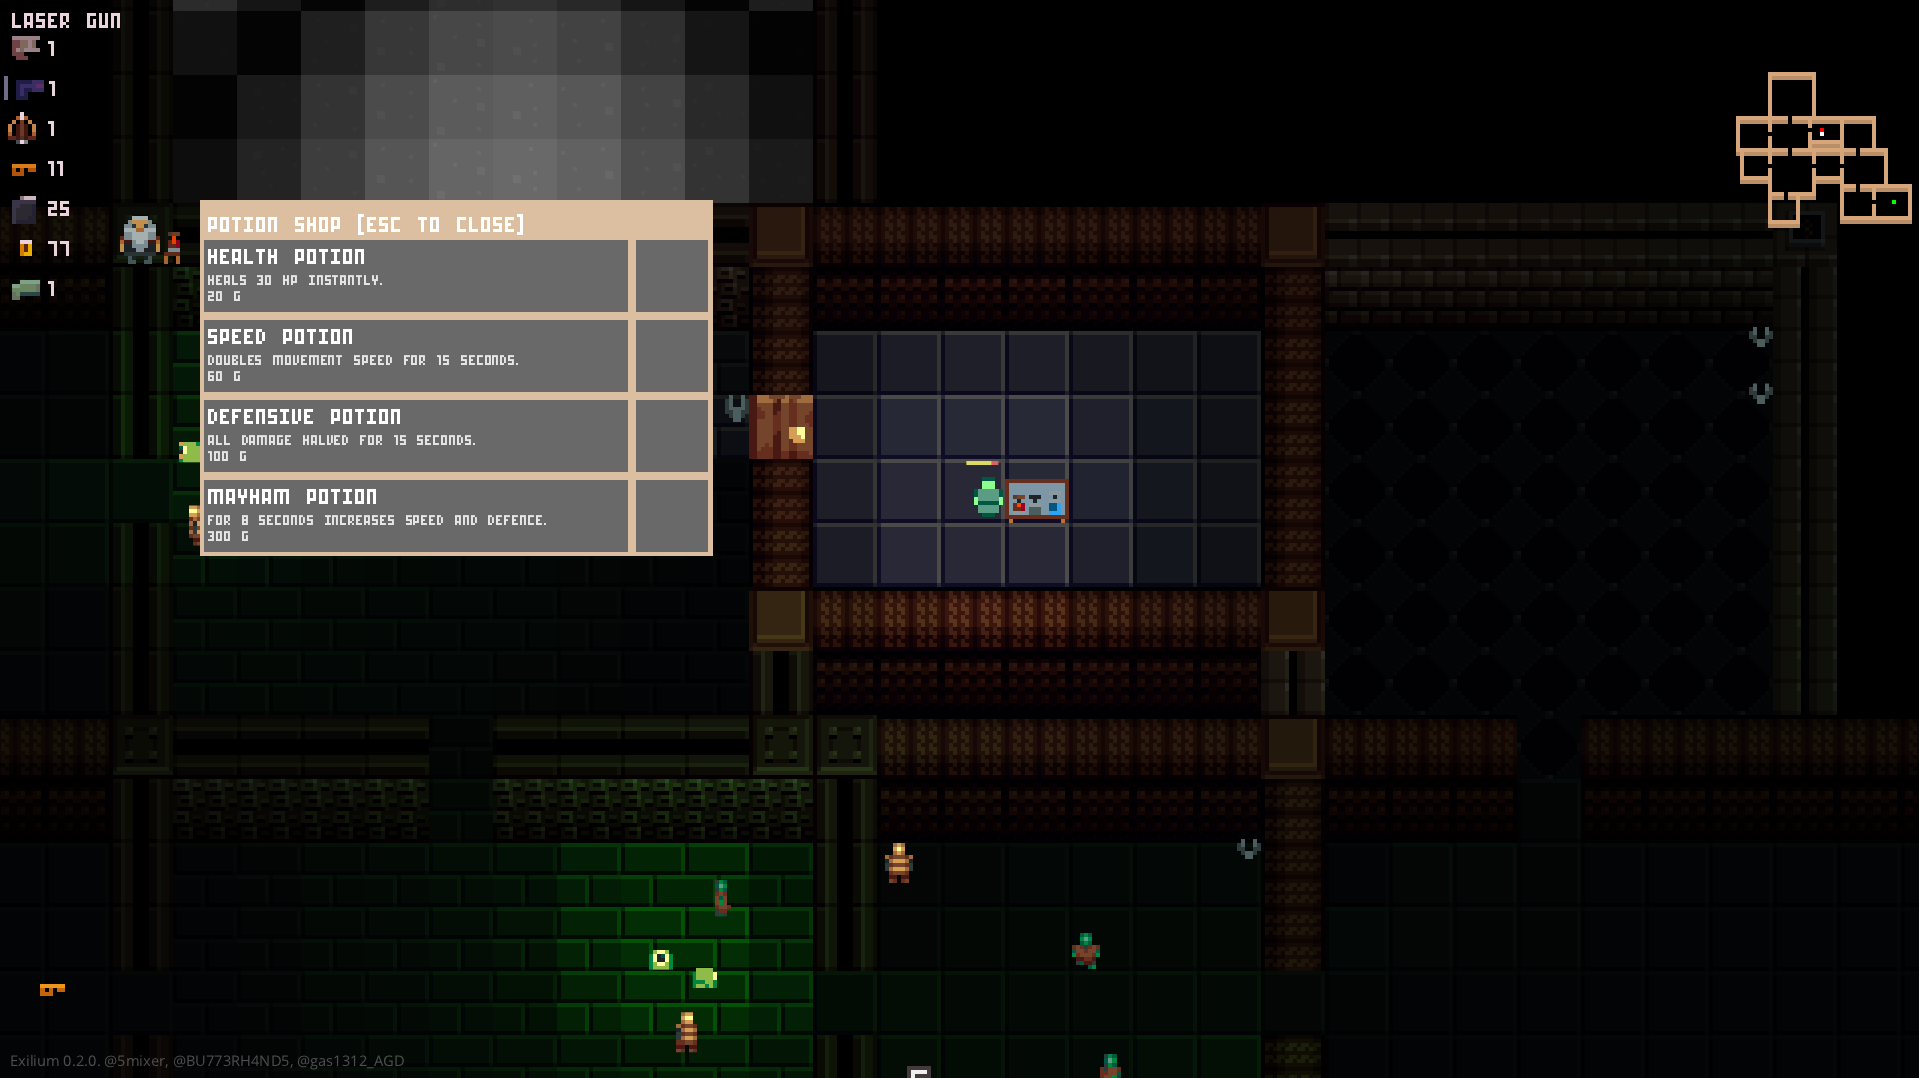 LASER GUN
1
1
1
11
25
77
1
POTION SHOP [ESC TO CLOSE]
HEALTH POTION
HEALS 30 HP INSTANTLY.
20 G
SPEED POTION
DOUBLES MOVEMENT SPEED FOR 15 SECONDS.
60 G
DEFENSIVE POTION
ALL DAMAGE HALVED FOR 15 SECONDS.
100 G
MAYHAM POTION
FOR 8 SECONDS INCREASES SPEED AND DEFENCE.
300 G
Exilium 0.2.0. @5mixer, @BU773RH4ND5, @gas1312_AGD